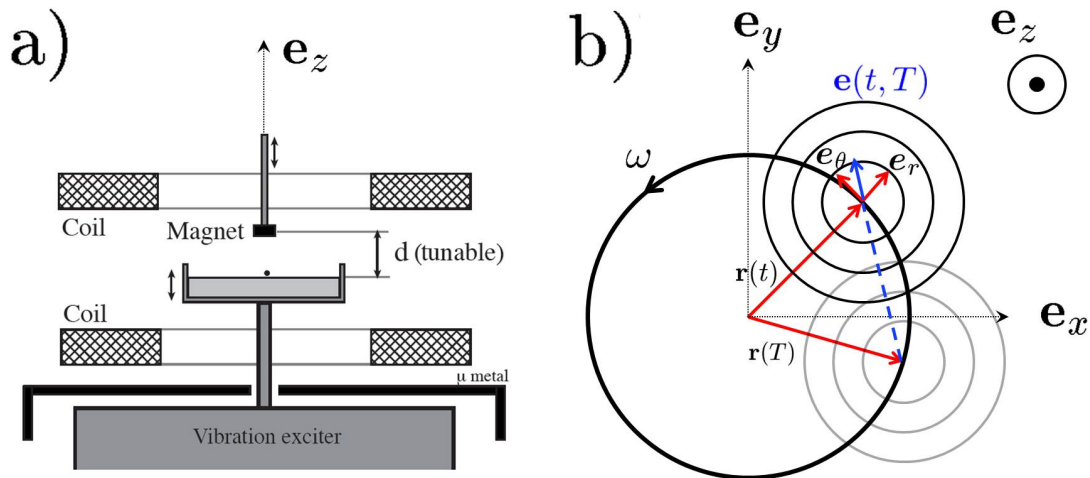 a)
e_z
Coil
Magnet
d (tunable)
Coil
μ metal
Vibration exciter
b)
e_y
e_z
e(t, T)
ω
e_θ
e_r
r(t)
e_x
r(T)